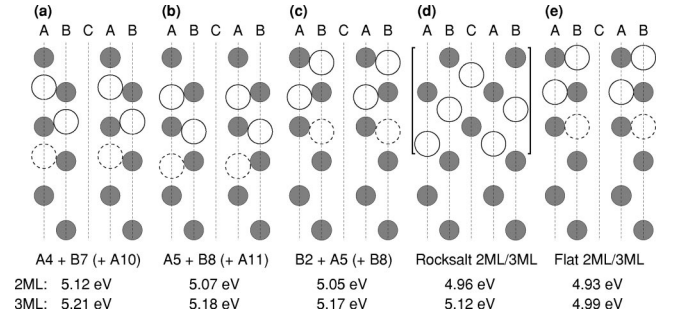 (a) (b) (c) (d) (e)
A B C A B A B C A B A B C A B A B C A B A B C A B
A4 + B7 (+ A10) A5 + B8 (+ A11) B2 + A5 (+ B8) Rocksalt 2ML/3ML Flat 2ML/3ML
2ML: 5.12 eV 5.07 eV 5.05 eV 4.96 eV 4.93 eV
3ML: 5.21 eV 5.18 eV 5.17 eV 5.12 eV 4.99 eV